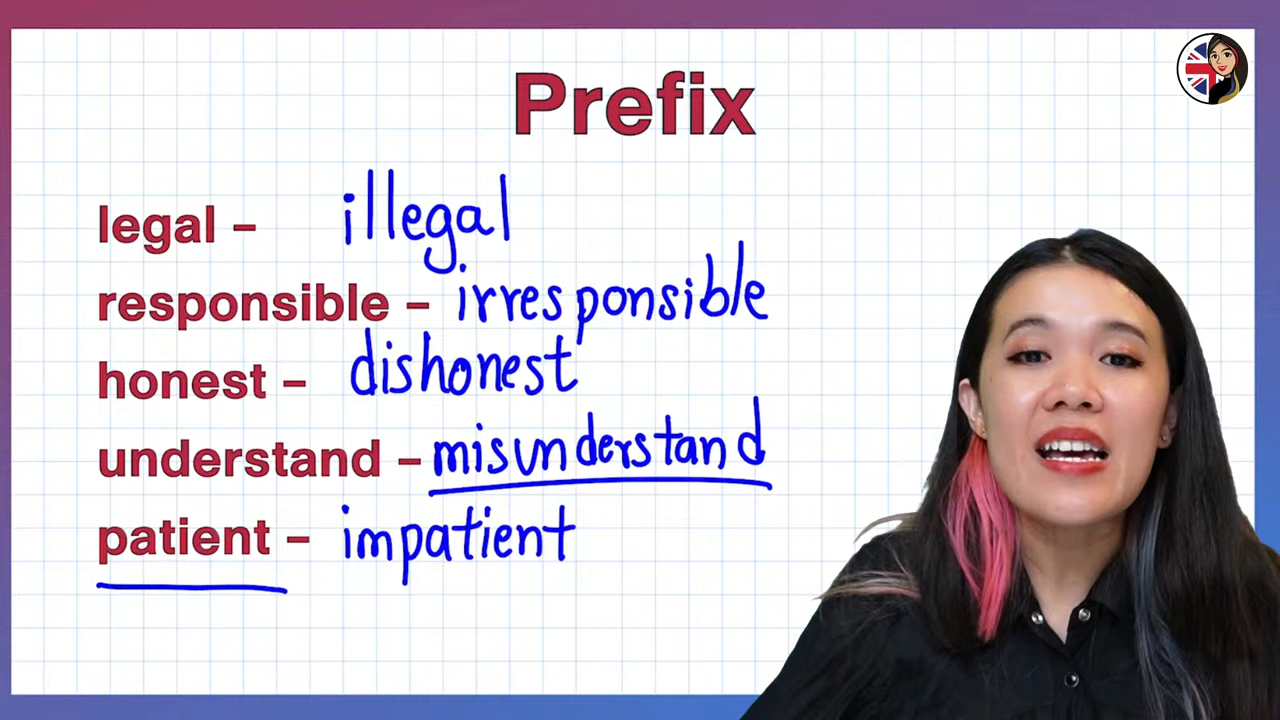 Prefix
legal – illegal
responsible – irresponsible
honest – dishonest
understand – misunderstand
patient – impatient